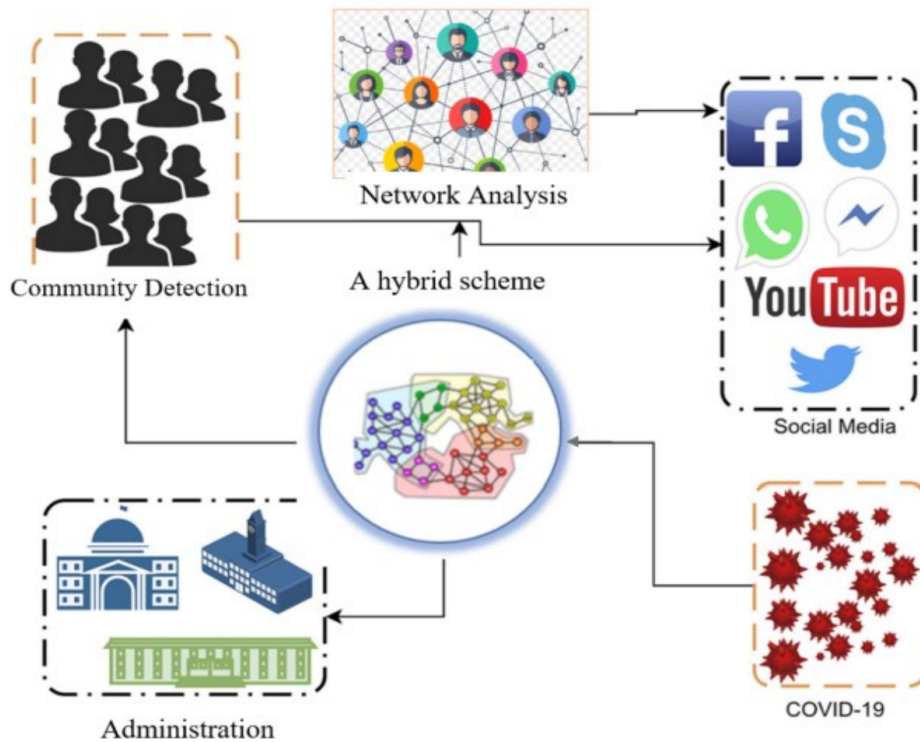 Network Analysis
Community Detection
A hybrid scheme
f
S
You Tube
Social Media
Administration
COVID-19